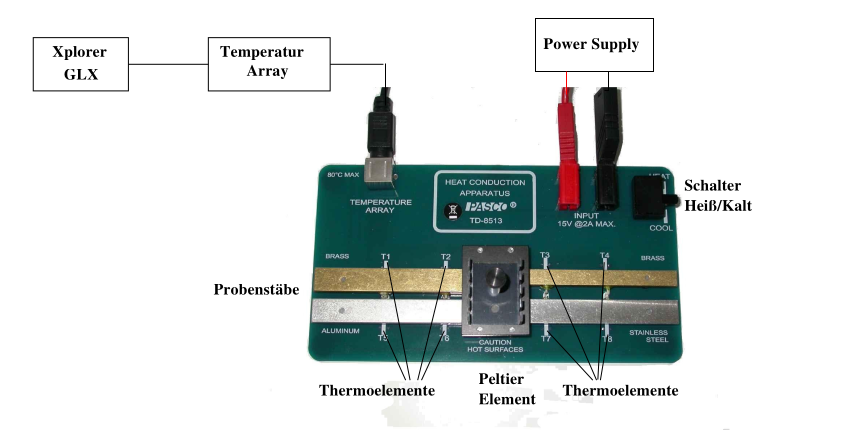 Xplorer
GLX
Temperatur
Array
Power Supply
80°C MAX
TEMPERATURE
ARRAY
HEAT CONDUCTION
APPARATUS
PASCO ®
TD-8513
INPUT
15V @2A MAX.
HEAT
COOL
Schalter
Heiß/Kalt
BRASS
T1
T2
T3
T4
BRASS
Probenstäbe
ALUMINUM
T5
T6
CAUTION
HOT SURFACES
T7
T8
STAINLESS
STEEL
Thermoelemente
Peltier
Element
Thermoelemente